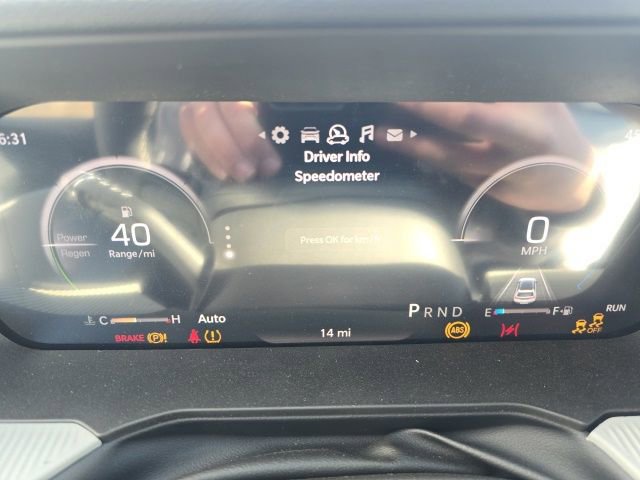 6:31
Driver Info
Speedometer
Power
Regen
40
Range/mi
Press OK for km/h
0
MPH
C H
Auto
P R N D
E F
RUN
BRAKE
P
14 mi
ABS
OFF